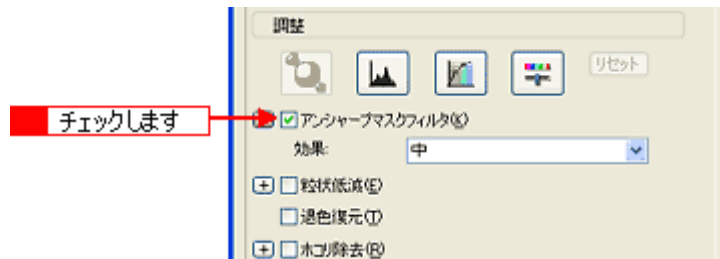 調整
リセット
チェックします
アンシャープマスクフィルタ(K)
効果: 中
粒状低減(E)
退色復元(T)
ホコリ除去(R)